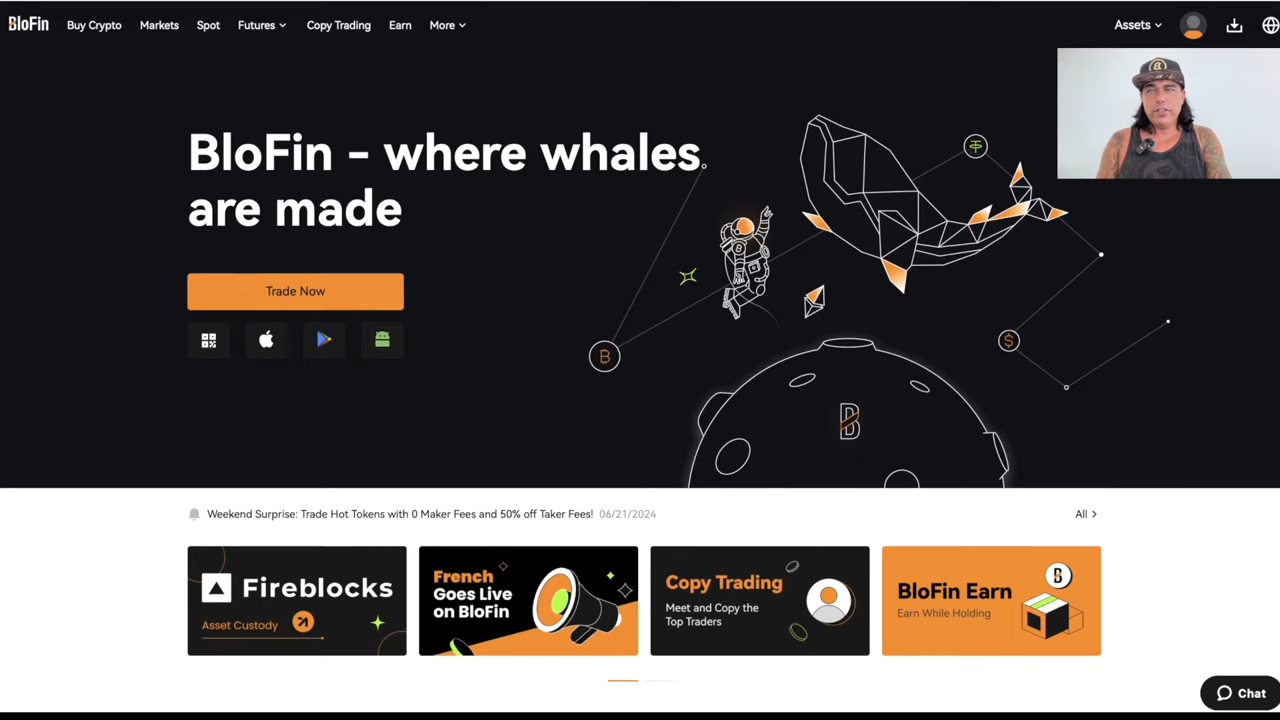 BloFin
Buy Crypto
Markets
Spot
Futures
Copy Trading
Earn
More
Assets
BloFin - where whales
are made
Trade Now
Weekend Surprise: Trade Hot Tokens with 0 Maker Fees and 50% off Taker Fees! 06/21/2024
All
Fireblocks
Asset Custody
French
Goes Live
on BloFin
Copy Trading
Meet and Copy the
Top Traders
BloFin Earn
Earn While Holding
Chat